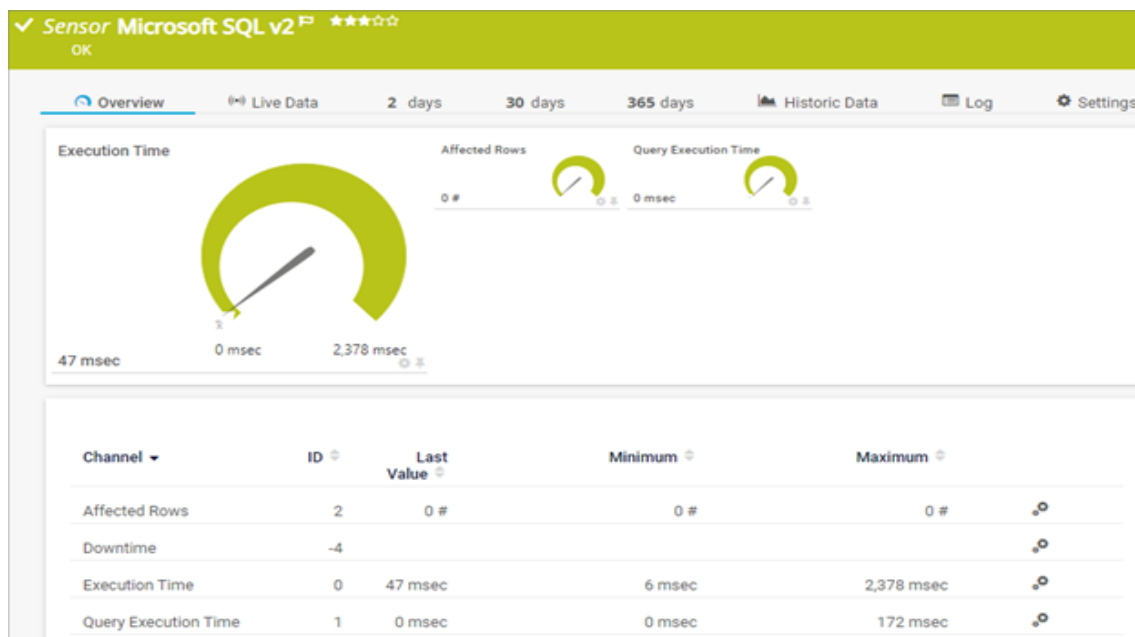 Sensor Microsoft SQL v2
OK
Overview Live Data 2 days 30 days 365 days Historic Data Log Settings
Execution Time Affected Rows Query Execution Time
0 # 0 msec
0 msec 2,378 msec
47 msec
Channel ID Last Value Minimum Maximum
Affected Rows 2 0 # 0 # 0 #
Downtime -4
Execution Time 0 47 msec 6 msec 2,378 msec
Query Execution Time 1 0 msec 0 msec 172 msec